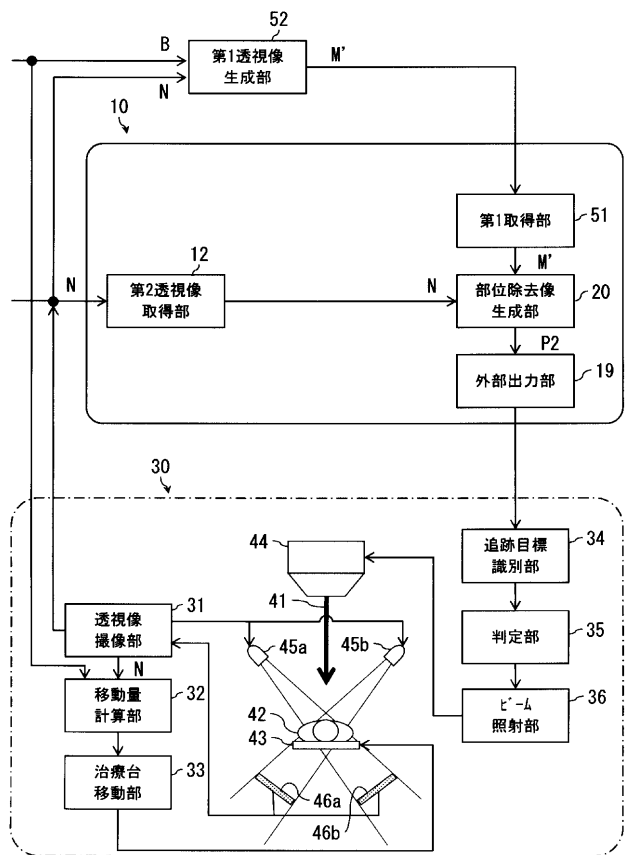 52
B
第1透視像
生成部
M'
N
10
51
第1取得部
12
M'
N
第2透視像
取得部
N
部位除去像
生成部
20
P2
外部出力部
19
30
44
追跡目標
識別部
34
41
透視像
撮像部
31
45a
45b
判定部
35
N
移動量
計算部
32
42
43
ビーム
照射部
36
治療台
移動部
33
46a
46b